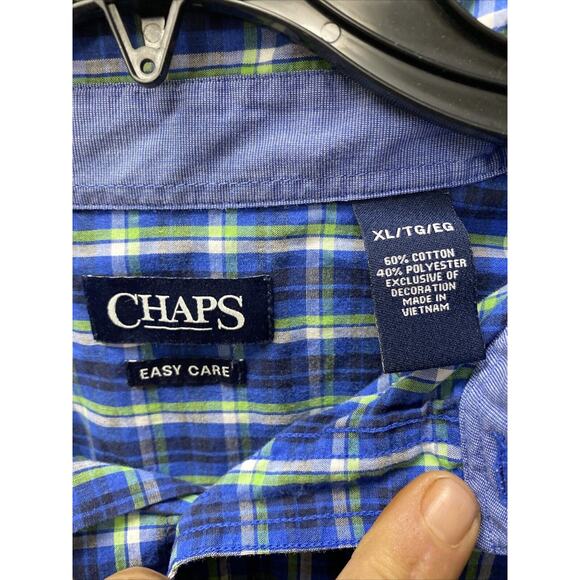 CHAPS
EASY CARE
XL/TG/EG
60% COTTON
40% POLYESTER
EXCLUSIVE OF
DECORATION
MADE IN
VIETNAM